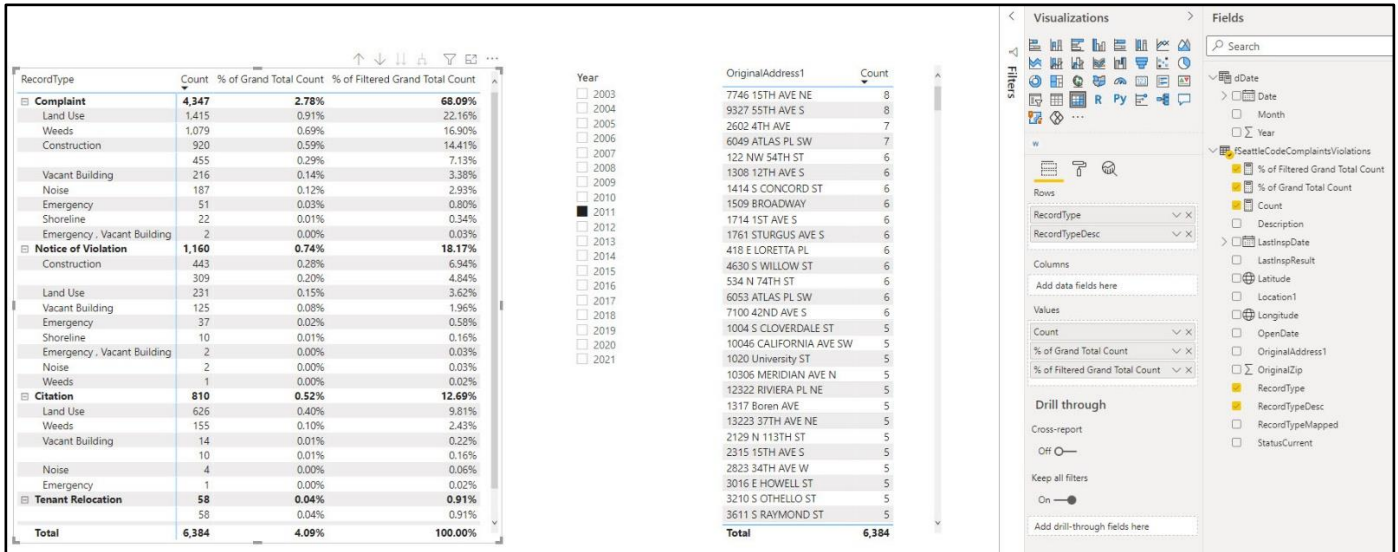 RecordType Count % of Grand Total Count % of Filtered Grand Total Count
Complaint 4,347 2.78% 68.09%
Land Use 1,415 0.91% 22.16%
Weeds 1,079 0.69% 16.90%
Construction 920 0.59% 14.41%
455 0.29% 7.13%
Vacant Building 216 0.14% 3.38%
Noise 187 0.12% 2.93%
Emergency 51 0.03% 0.80%
Shoreline 22 0.01% 0.34%
Emergency , Vacant Building 2 0.00% 0.03%
Notice of Violation 1,160 0.74% 18.17%
Construction 443 0.28% 6.94%
309 0.20% 4.84%
Land Use 231 0.15% 3.62%
Vacant Building 125 0.08% 1.96%
Emergency 37 0.02% 0.58%
Shoreline 10 0.01% 0.16%
Emergency , Vacant Building 2 0.00% 0.03%
Noise 2 0.00% 0.03%
Weeds 1 0.00% 0.02%
Citation 810 0.52% 12.69%
Land Use 626 0.40% 9.81%
Weeds 155 0.10% 2.43%
Vacant Building 14 0.01% 0.22%
10 0.01% 0.16%
Noise 4 0.00% 0.06%
Emergency 1 0.00% 0.02%
Tenant Relocation 58 0.04% 0.91%
58 0.04% 0.91%
Total 6,384 4.09% 100.00%
Year
2003
2004
2005
2006
2007
2008
2009
2010
2011
2012
2013
2014
2015
2016
2017
2018
2019
2020
2021
OriginalAddress1 Count
7746 15TH AVE NE 8
9327 55TH AVE S 8
2602 4TH AVE 7
6049 ATLAS PL SW 7
122 NW 54TH ST 6
1308 12TH AVE S 6
1414 S CONCORD ST 6
1509 BROADWAY 6
1714 1ST AVE S 6
1761 STURGUS AVE S 6
418 E LORETTA PL 6
4630 S WILLOW ST 6
534 N 74TH ST 6
6053 ATLAS PL SW 6
7100 42ND AVE S 6
1004 S CLOVERDALE ST 5
10046 CALIFORNIA AVE SW 5
1020 University ST 5
10306 MERIDIAN AVE N 5
12322 RIVIERA PL NE 5
1317 Boren AVE 5
13223 37TH AVE NE 5
2129 N 113TH ST 5
2315 15TH AVE S 5
2823 34TH AVE W 5
3016 E HOWELL ST 5
3210 S OTHELLO ST 5
3611 S RAYMOND ST 5
Total 6,384
Filters
Visualizations
R Py
Rows
RecordType
RecordTypeDesc
Columns
Add data fields here
Values
Count
% of Grand Total Count
% of Filtered Grand Total Count
Drill through
Cross-report
Off
Keep all filters
On
Add drill-through fields here
Fields
Search
dDate
Date
Month
Year
fSeattleCodeComplaintsViolations
% of Filtered Grand Total Count
% of Grand Total Count
Count
Description
LastInspDate
LastInspResult
Latitude
Location1
Longitude
OpenDate
OriginalAddress1
OriginalZip
RecordType
RecordTypeDesc
RecordTypeMapped
StatusCurrent